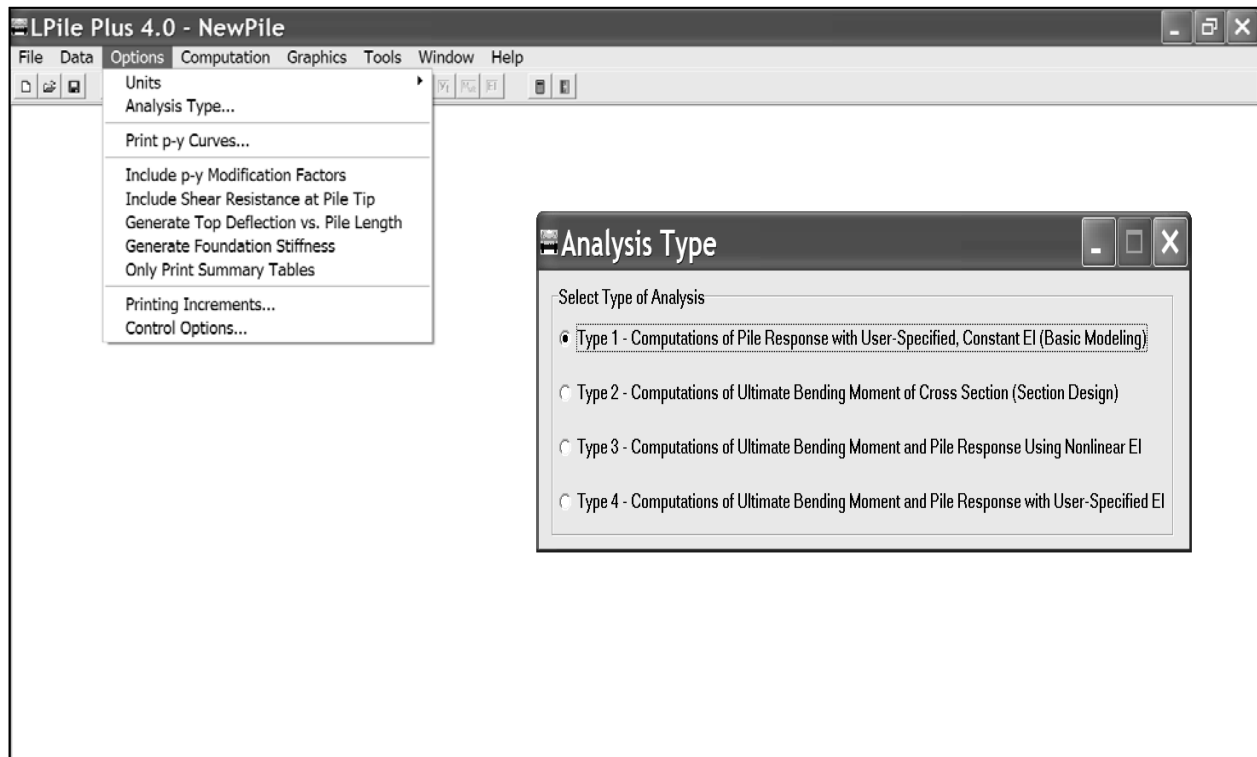 LPile Plus 4.0 - NewPile
File Data Options Computation Graphics Tools Window Help
Units
Analysis Type...
Print p-y Curves...
Include p-y Modification Factors
Include Shear Resistance at Pile Tip
Generate Top Deflection vs. Pile Length
Generate Foundation Stiffness
Only Print Summary Tables
Printing Increments...
Control Options...
Analysis Type
Select Type of Analysis
Type 1 - Computations of Pile Response with User-Specified, Constant EI (Basic Modeling)
Type 2 - Computations of Ultimate Bending Moment of Cross Section (Section Design)
Type 3 - Computations of Ultimate Bending Moment and Pile Response Using Nonlinear EI
Type 4 - Computations of Ultimate Bending Moment and Pile Response with User-Specified EI